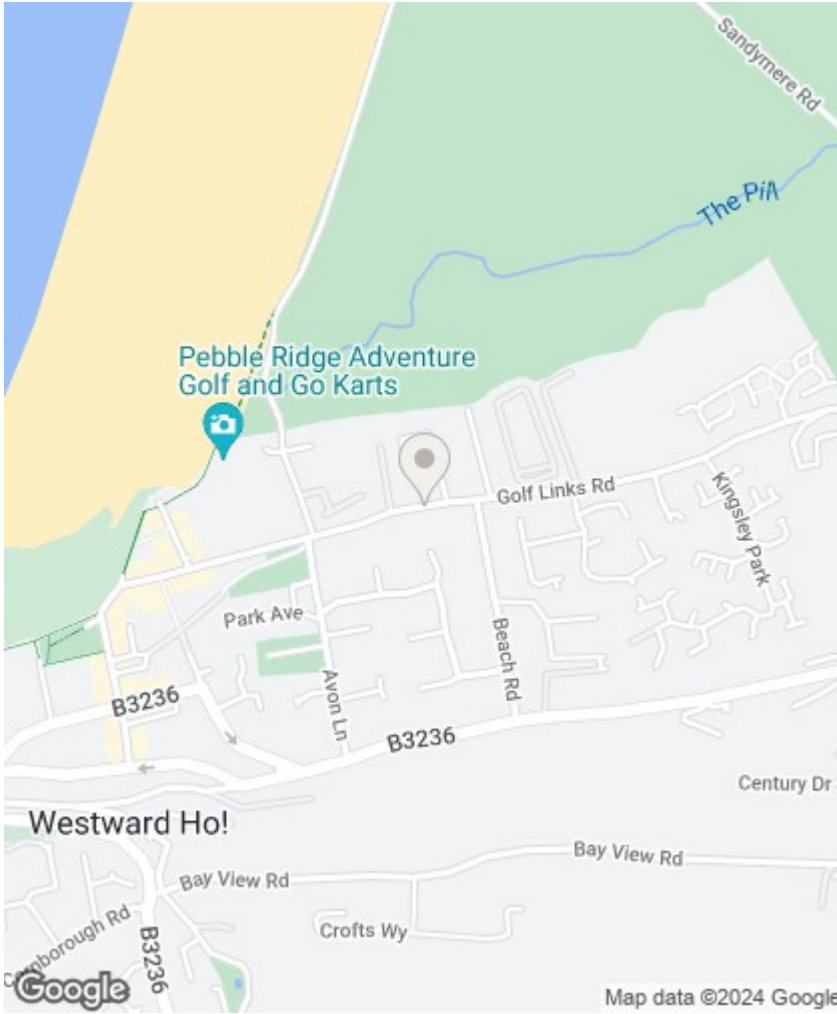 Sandymere Rd
The Pill
Pebble Ridge Adventure
Golf and Go Karts
Golf Links Rd
Kingsley Park
Park Ave
Beach Rd
Avon Ln
B3236
B3236
Century Dr
Westward Ho!
Bay View Rd
Bay View Rd
Cornborough Rd
Crofts Wy
B3236
Google
Map data ©2024 Google